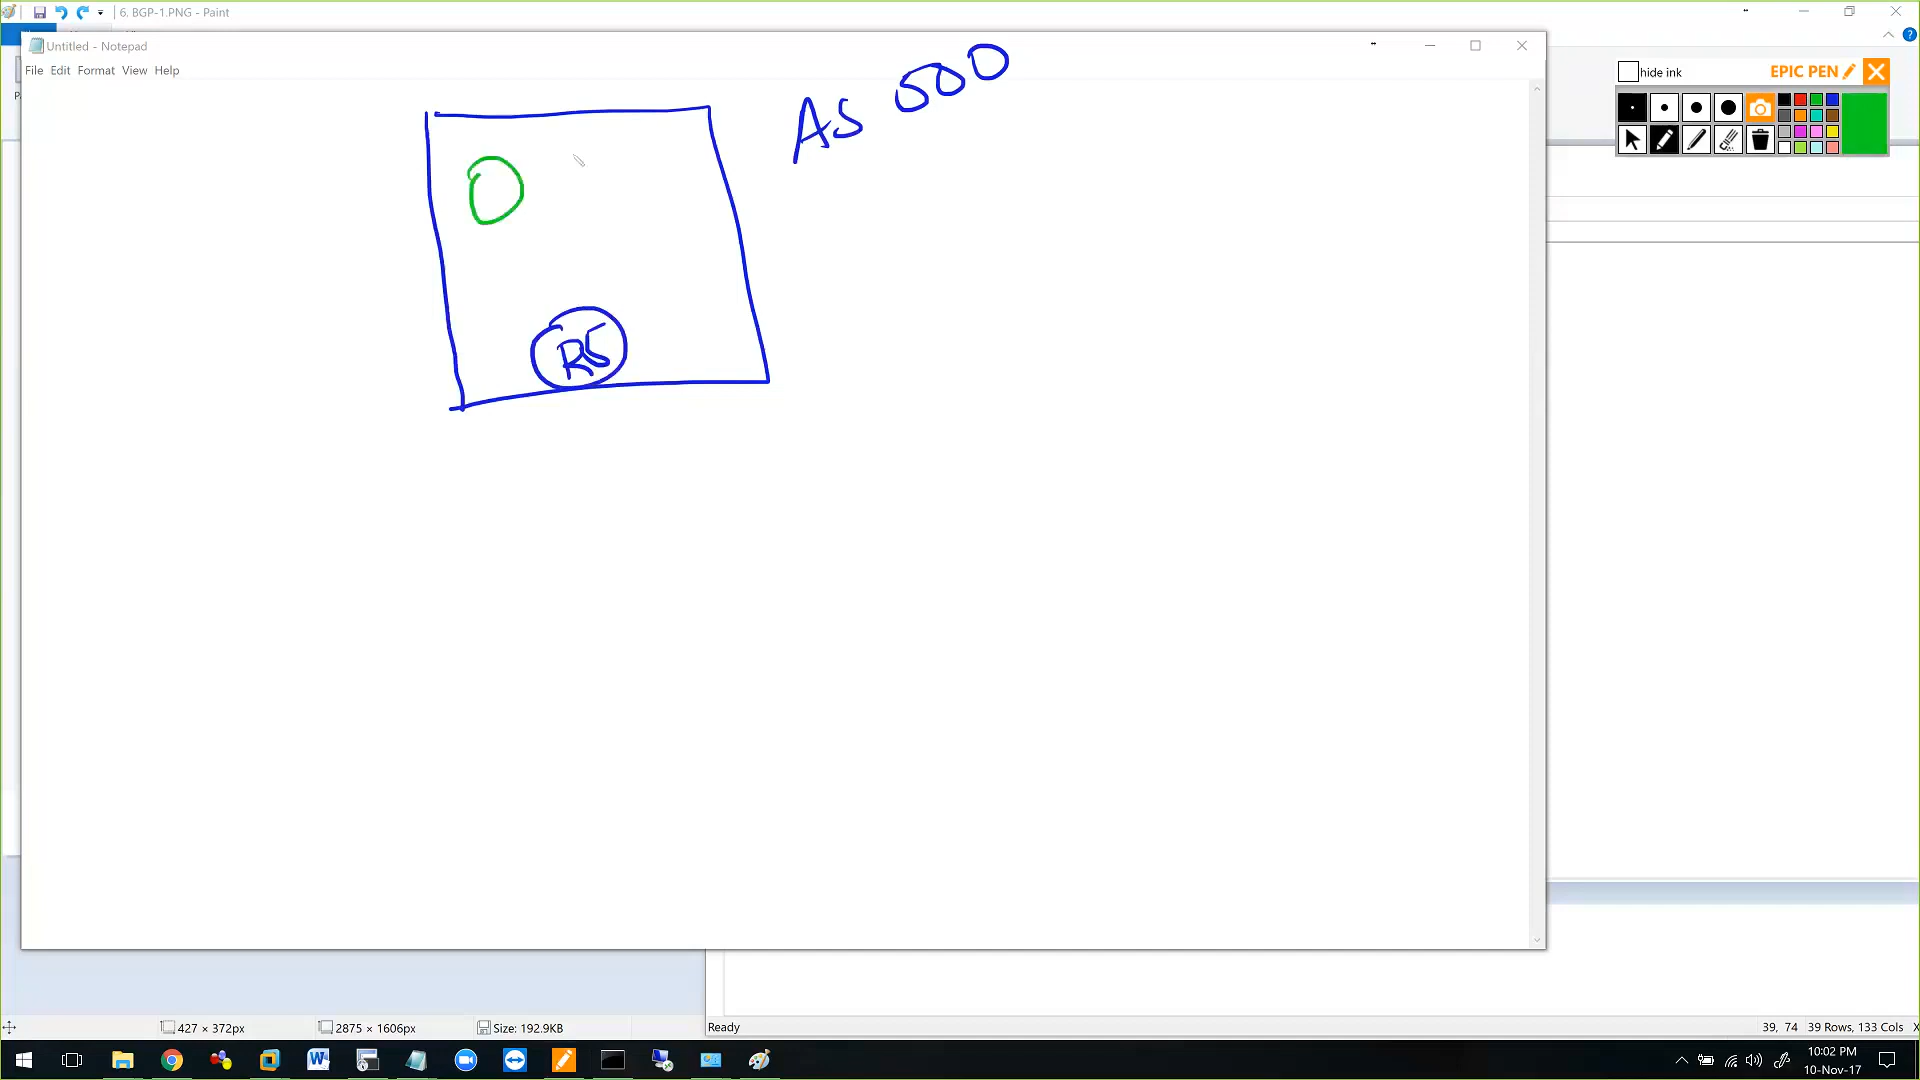 6. BGP-1.PNG - Paint
Untitled - Notepad
File Edit Format View Help
hide ink
EPIC PEN
AS 500
R5
427 × 372px
2875 × 1606px
Size: 192.9KB
Ready
39, 74
39 Rows, 133 Cols
10:02 PM
10-Nov-17